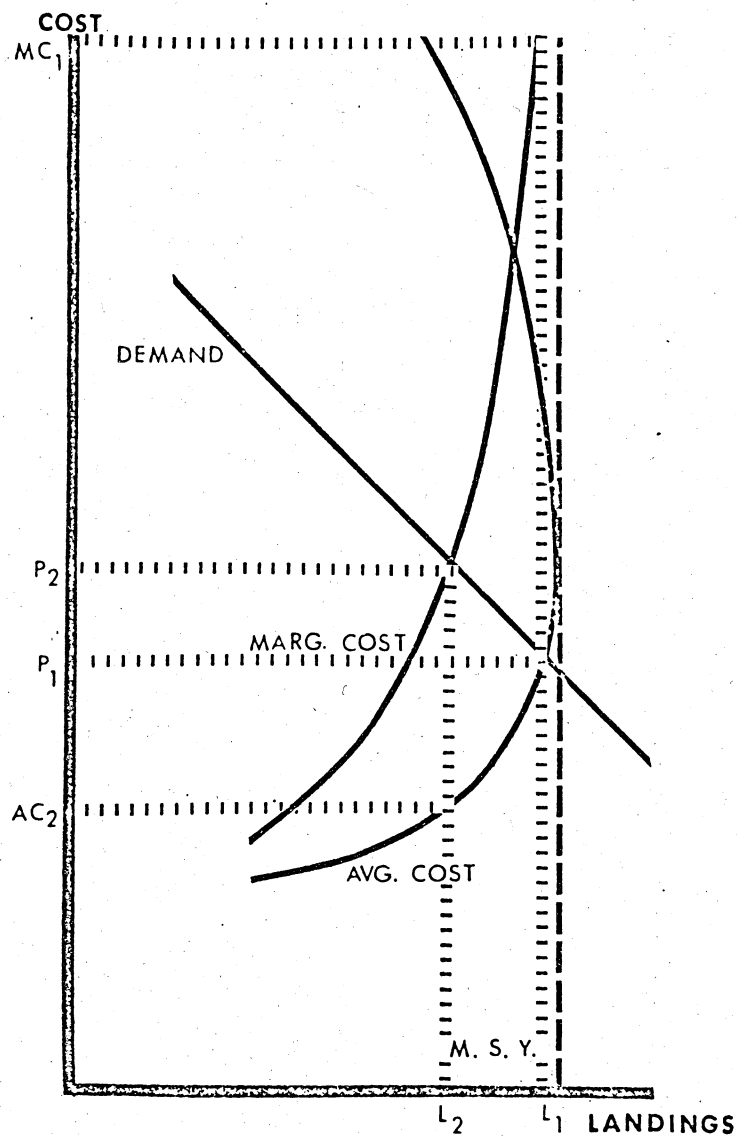 COST
MC1
DEMAND
P2
MARG. COST
P1
AC2
AVG. COST
M. S. Y.
L2 L1 LANDINGS